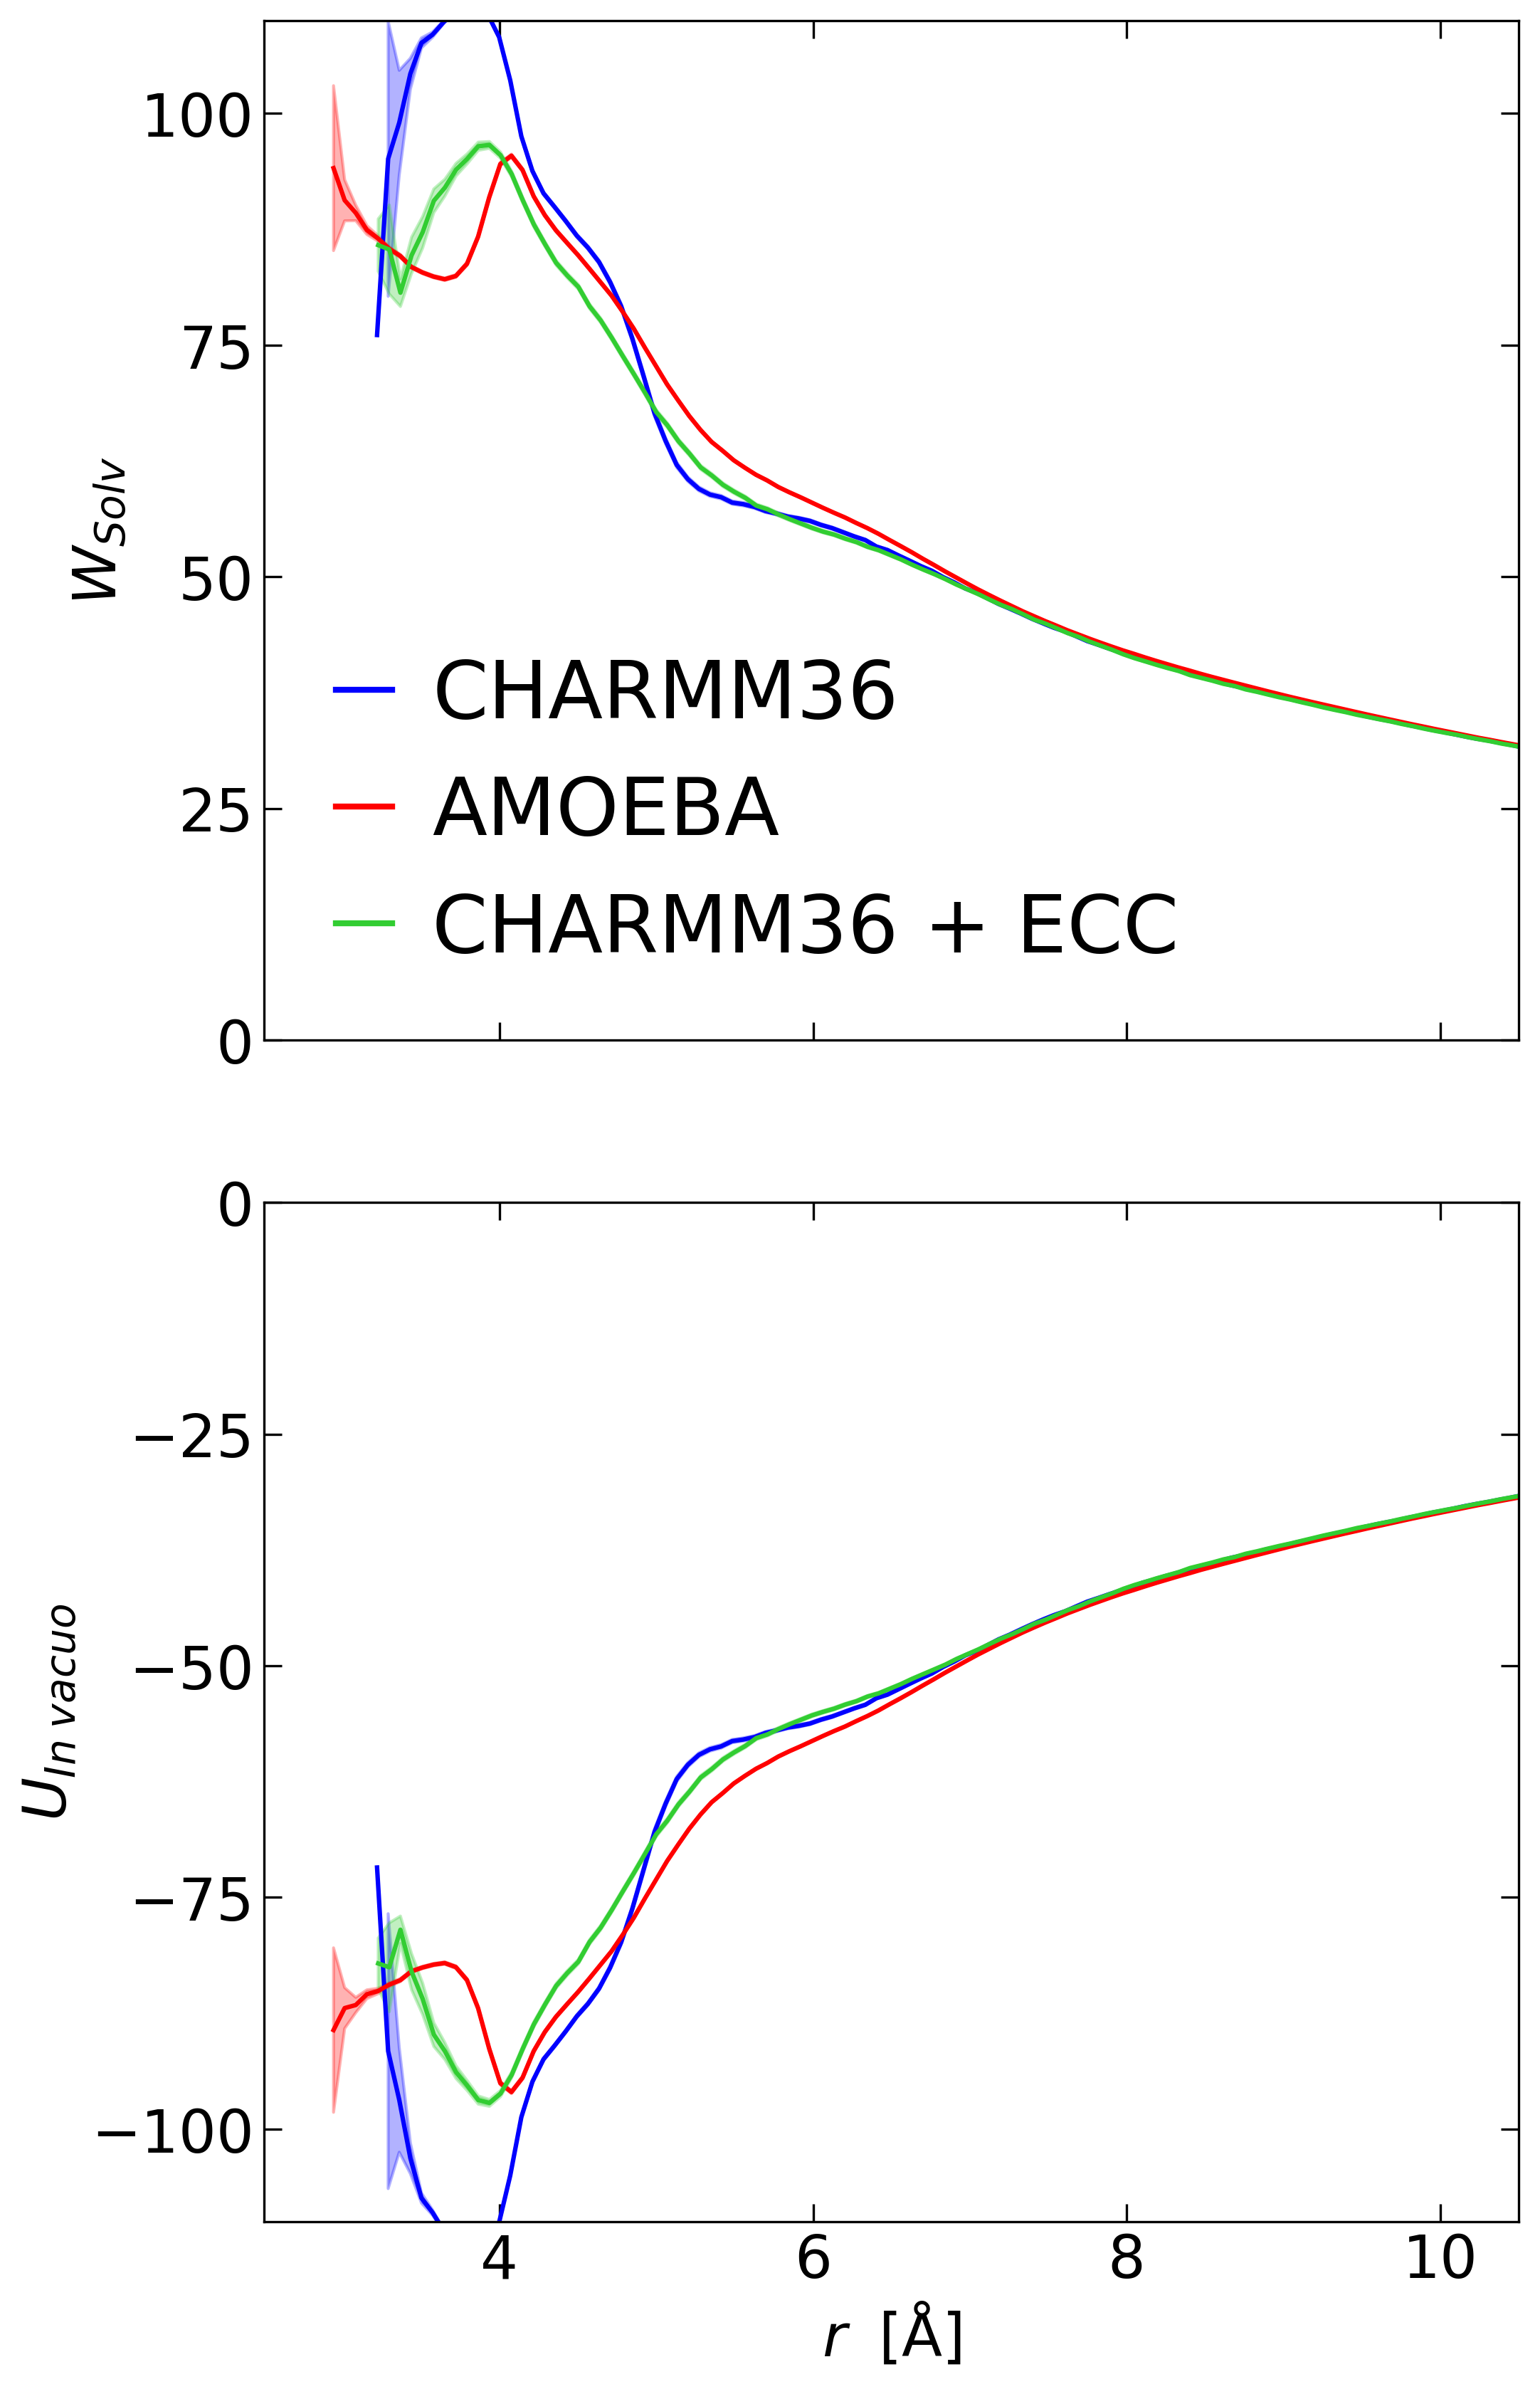 100
75
50
25
0
W_Solv
CHARMM36
AMOEBA
CHARMM36 + ECC
0
−25
−50
−75
−100
U_In vacuo
4 6 8 10
r [Å]